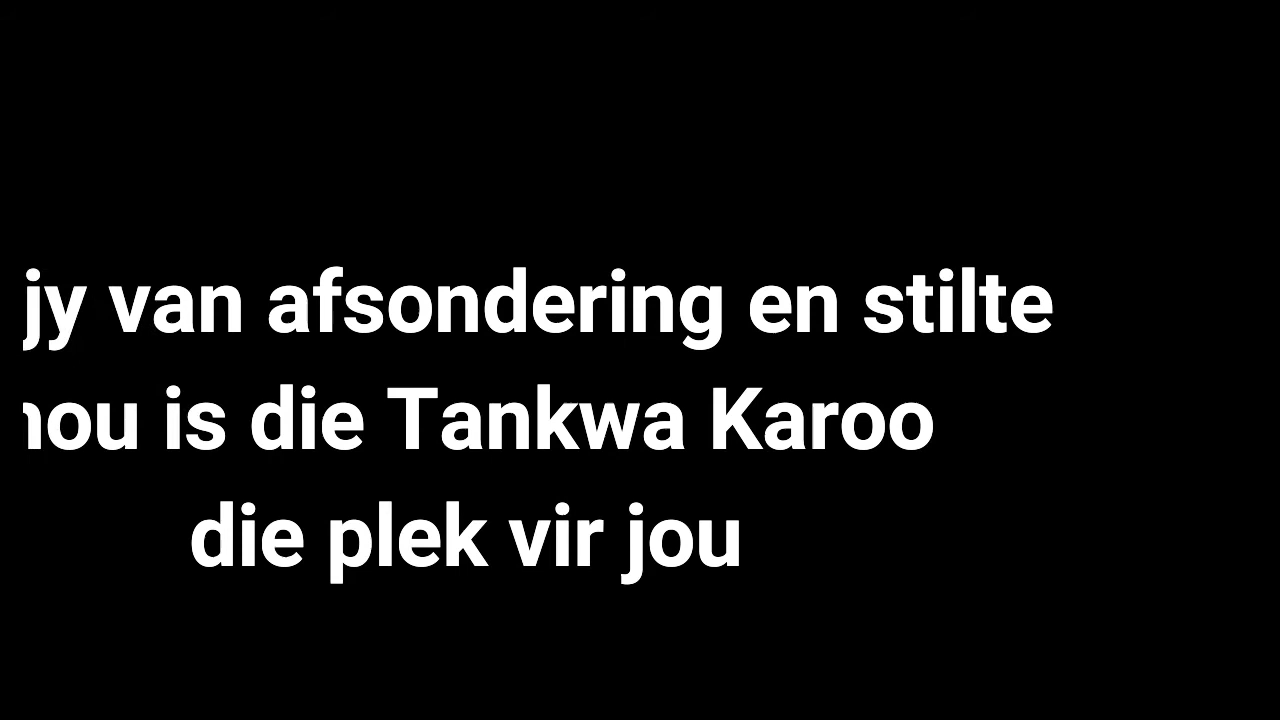 jy van afsondering en stilte
is die Tankwa Karoo
die plek vir jou